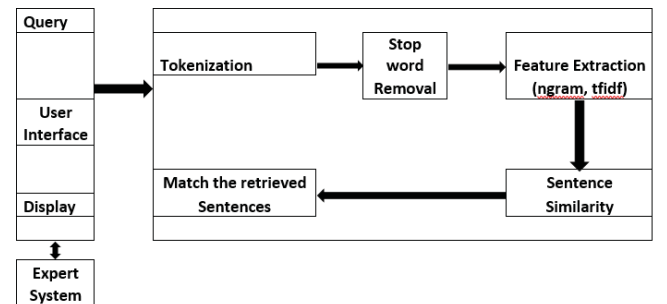 Query
User
Interface
Display
Expert
System
Tokenization
Stop
word
Removal
Feature Extraction
(ngram, tfidf)
Sentence
Similarity
Match the retrieved
Sentences